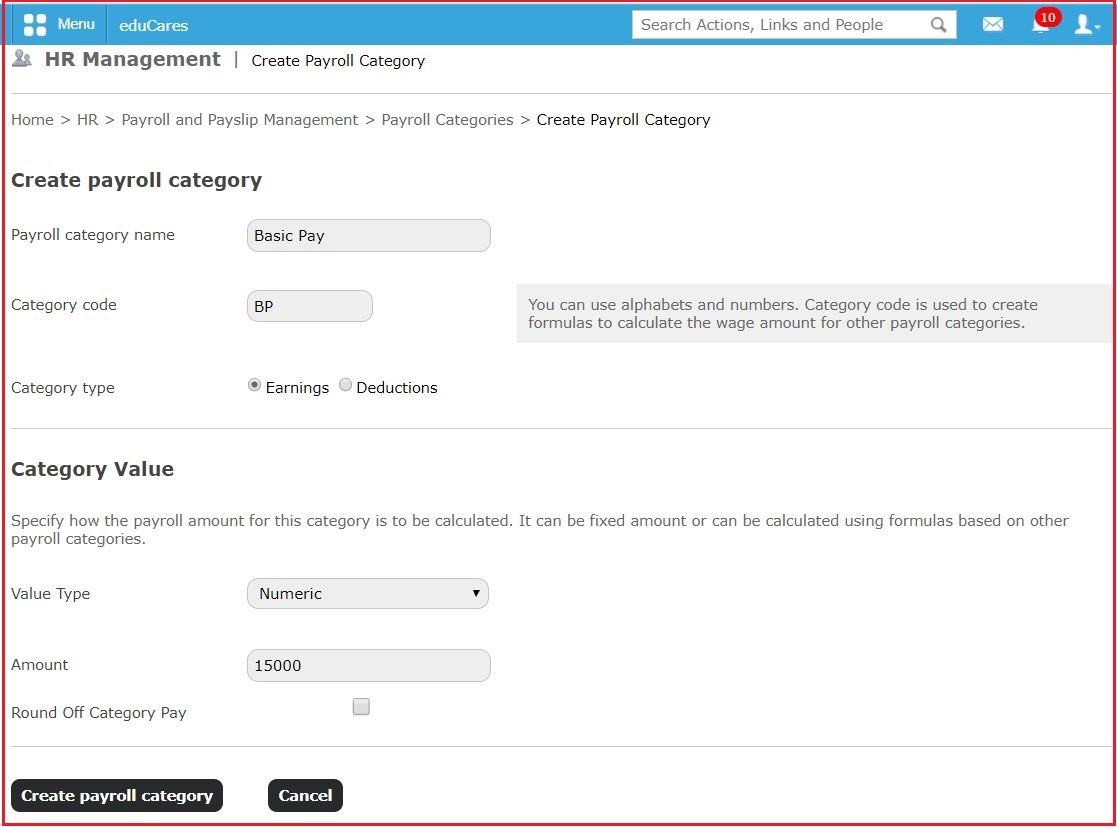 Menu eduCares Search Actions, Links and People 10
HR Management | Create Payroll Category
Home > HR > Payroll and Payslip Management > Payroll Categories > Create Payroll Category
Create payroll category
Payroll category name Basic Pay
Category code BP You can use alphabets and numbers. Category code is used to create
formulas to calculate the wage amount for other payroll categories.
Category type Earnings Deductions
Category Value
Specify how the payroll amount for this category is to be calculated. It can be fixed amount or can be calculated using formulas based on other
payroll categories.
Value Type Numeric
Amount 15000
Round Off Category Pay
Create payroll category Cancel